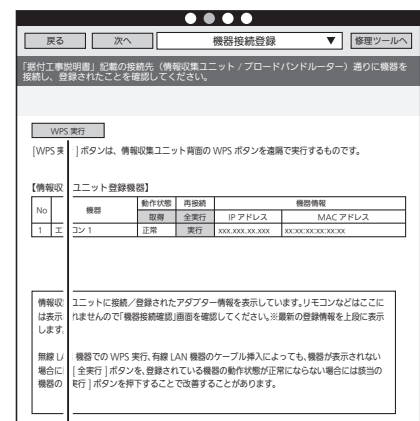 戻る 次へ 機器接続登録 ▼ 修理ツールへ
「据付工事説明書」記載の接続先（情報収集ユニット / ブロードバンドルーター）通りに機器を
接続し、登録されたことを確認してください。
WPS 実行
[WPS 実 ] ボタンは、情報収集ユニット背面の WPS ボタンを遠隔で実行するものです。
【情報収 ユニット登録機器】
No 機器 動作状態 再接続 機器情報
取得 全実行 IP アドレス MAC アドレス
1 エ コン 1 正常 実行 xxx.xxx.xx.xxx xx:xx:xx:xx:xx:xx
情報収 ユニットに接続／登録されたアダプター情報を表示しています。リモコンなどはここに
は表示 れませんので「機器接続確認」画面を確認してください。※最新の登録情報を上段に表示
します
無線 LA 機器での WPS 実行、有線 LAN 機器のケーブル挿入によっても、機器が表示されない
場合に [ 全実行 ] ボタンを、登録されている機器の動作状態が正常にならない場合には該当の
機器の 実行 ] ボタンを押下することで改善することがあります。